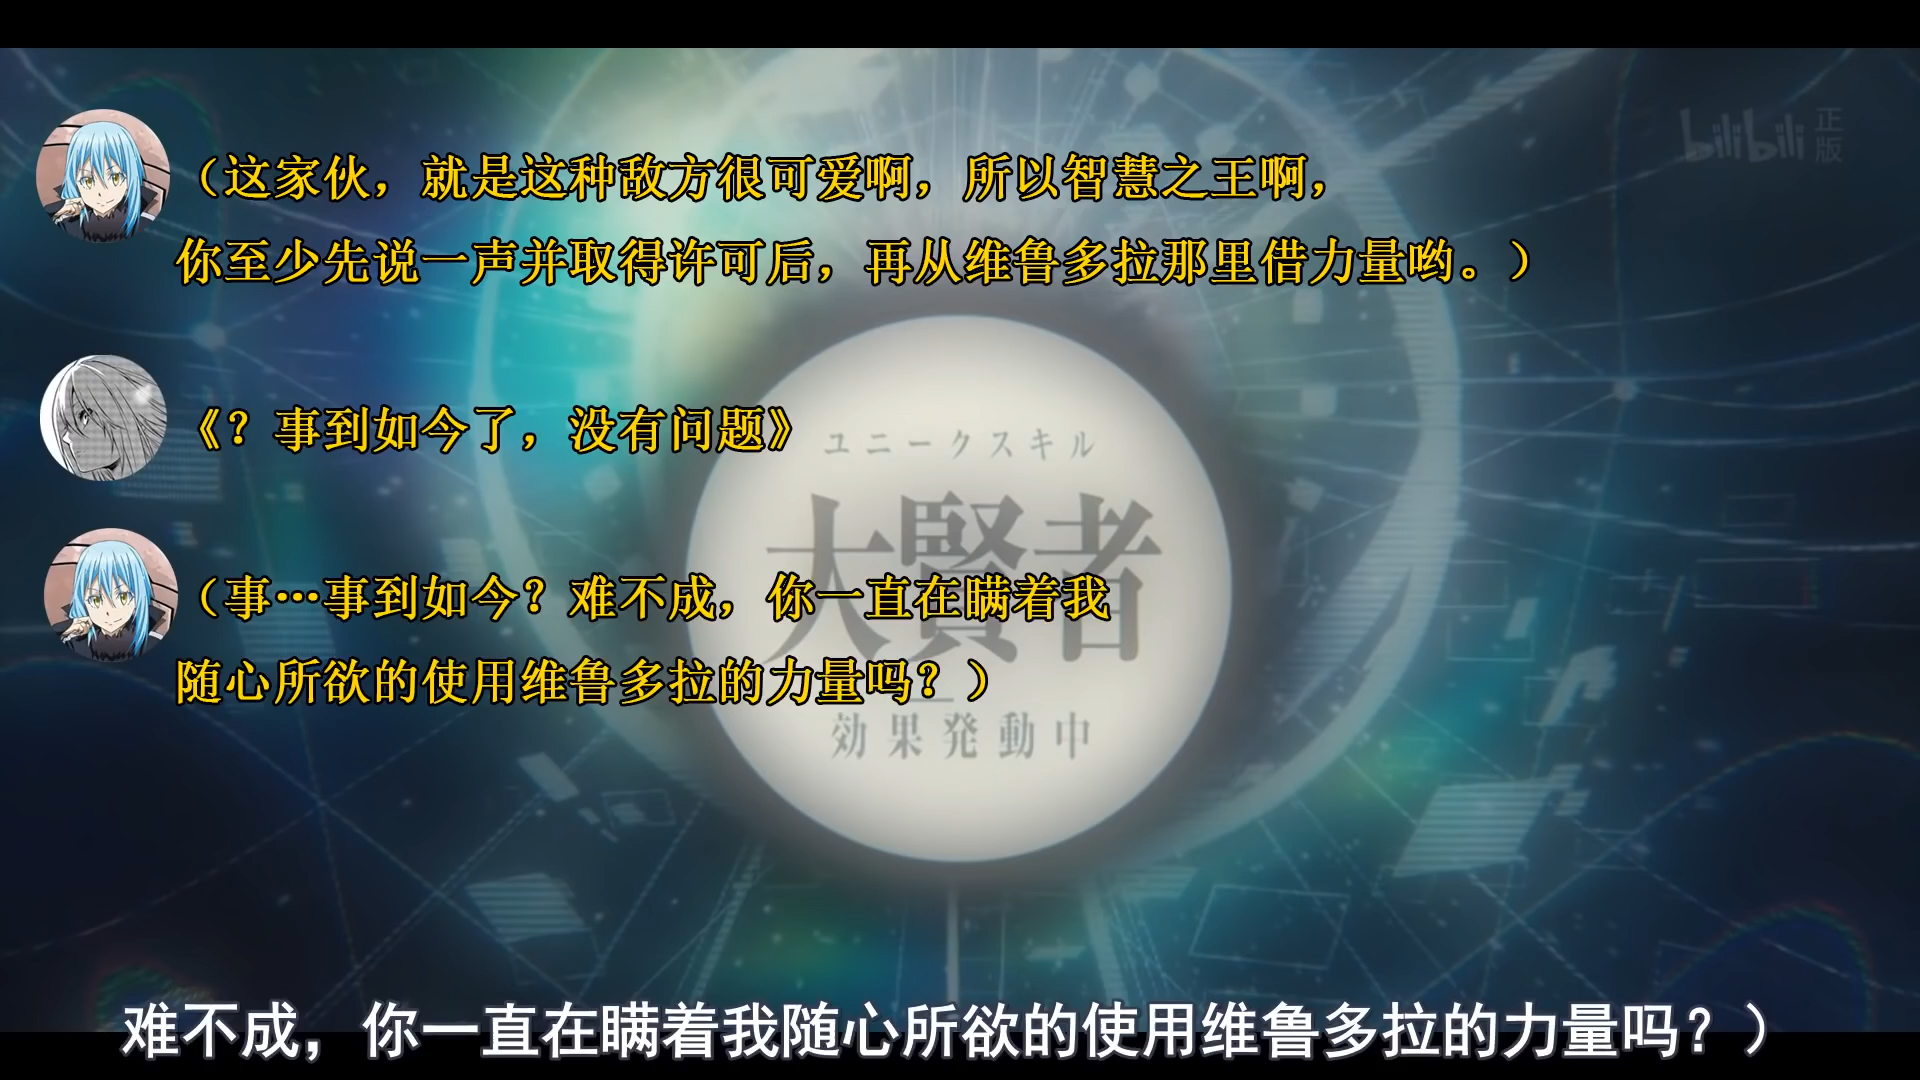 bilibili 正版
（这家伙，就是这种敌方很可爱啊，所以智慧之王啊，
你至少先说一声并取得许可后，再从维鲁多拉那里借力量哟。）
《？事到如今了，没有问题》
ユニークスキル
大賢者
（事…事到如今？难不成，你一直在瞒着我
随心所欲的使用维鲁多拉的力量吗？）
効果発動中
难不成，你一直在瞒着我随心所欲的使用维鲁多拉的力量吗？）